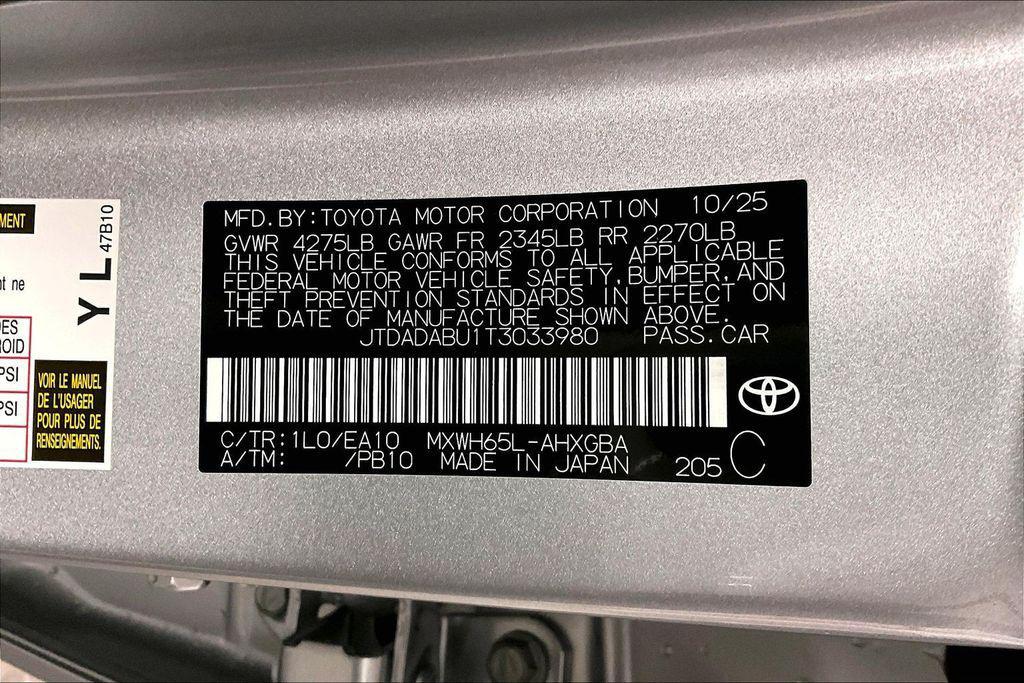 MENT
nt ne
ES
OID
PSI
PSI
YL
47B10
VOIR LE MANUEL
DE L'USAGER
POUR PLUS DE
RENSEIGNEMENTS.
MFD. BY: TOYOTA MOTOR CORPORATION 10/25
GVWR 4275LB GAWR FR 2345LB RR 2270LB
THIS VEHICLE CONFORMS TO ALL APPLICABLE
FEDERAL MOTOR VEHICLE SAFETY, BUMPER, AND
THEFT PREVENTION STANDARDS IN EFFECT ON
THE DATE OF MANUFACTURE SHOWN ABOVE.
JTDADABU1T3033980 PASS. CAR
C/TR: 1L0/EA10 MXWH65L-AHXGBA
A/TM: /PB10 MADE IN JAPAN 205 C